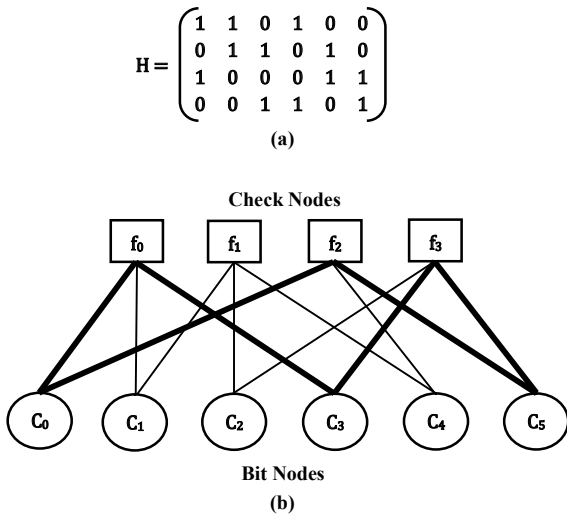 1 1 0 1 0 0
0 1 1 0 1 0
H =
1 0 0 0 1 1
0 0 1 1 0 1
(a)
Check Nodes
f0 f1 f2 f3
C0 C1 C2 C3 C4 C5
Bit Nodes
(b)